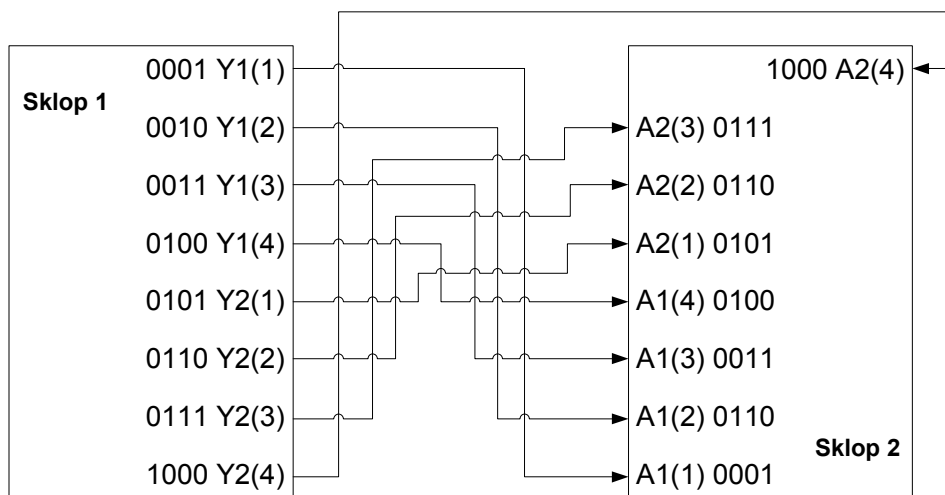 Sklop 1
0001 Y1(1)
0010 Y1(2)
0011 Y1(3)
0100 Y1(4)
0101 Y2(1)
0110 Y2(2)
0111 Y2(3)
1000 Y2(4)
1000 A2(4)
A2(3) 0111
A2(2) 0110
A2(1) 0101
A1(4) 0100
A1(3) 0011
A1(2) 0110
A1(1) 0001
Sklop 2